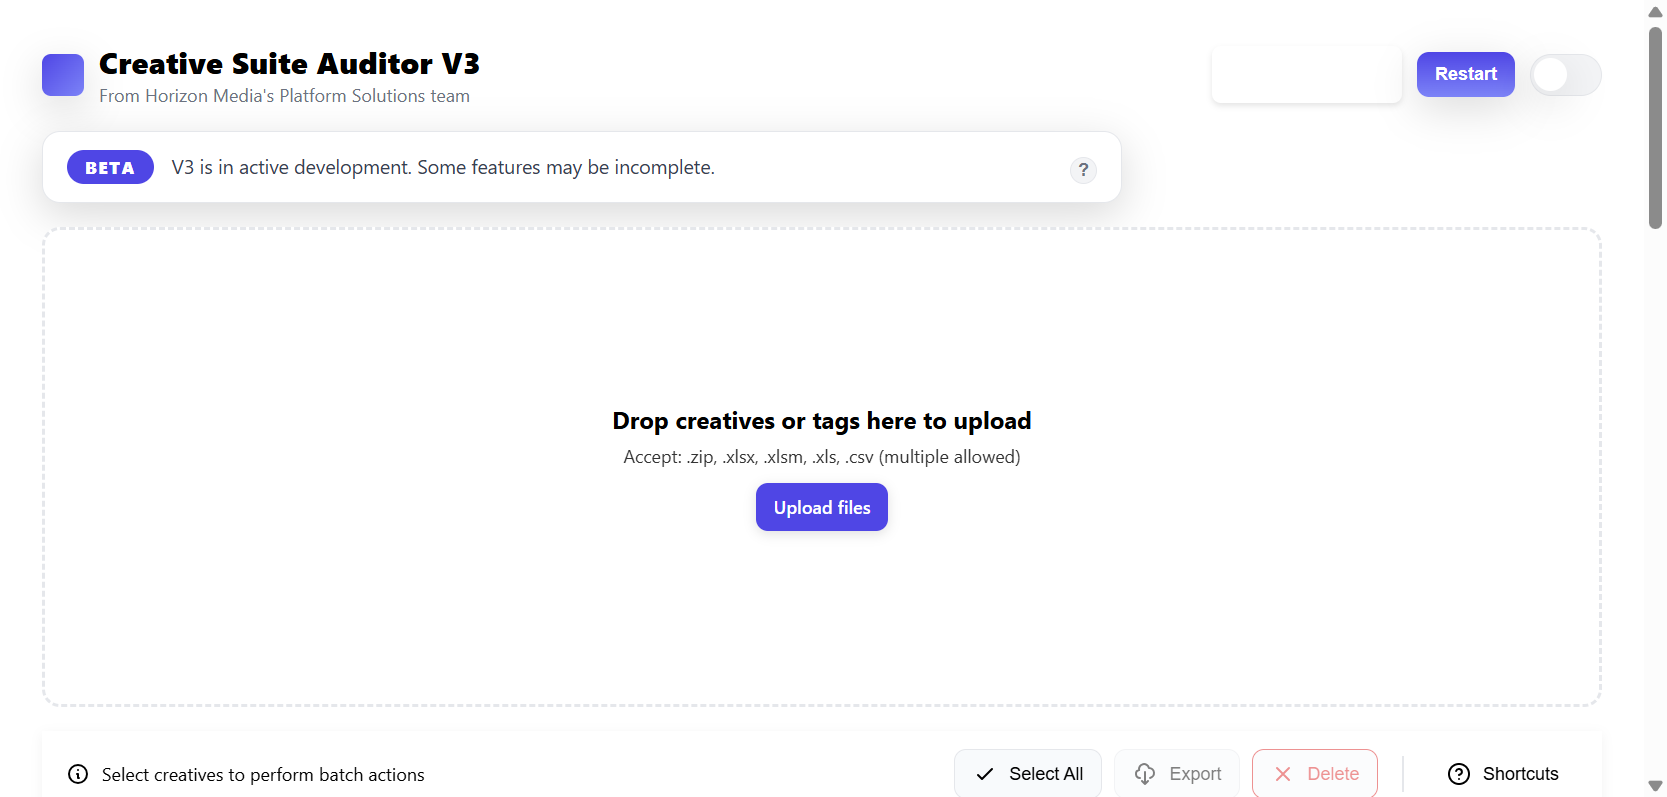 Creative Suite Auditor V3
From Horizon Media's Platform Solutions team
Restart
BETA
V3 is in active development. Some features may be incomplete.
?
Drop creatives or tags here to upload
Accept: .zip, .xlsx, .xlsm, .xls, .csv (multiple allowed)
Upload files
Select creatives to perform batch actions
Select All
Export
Delete
Shortcuts